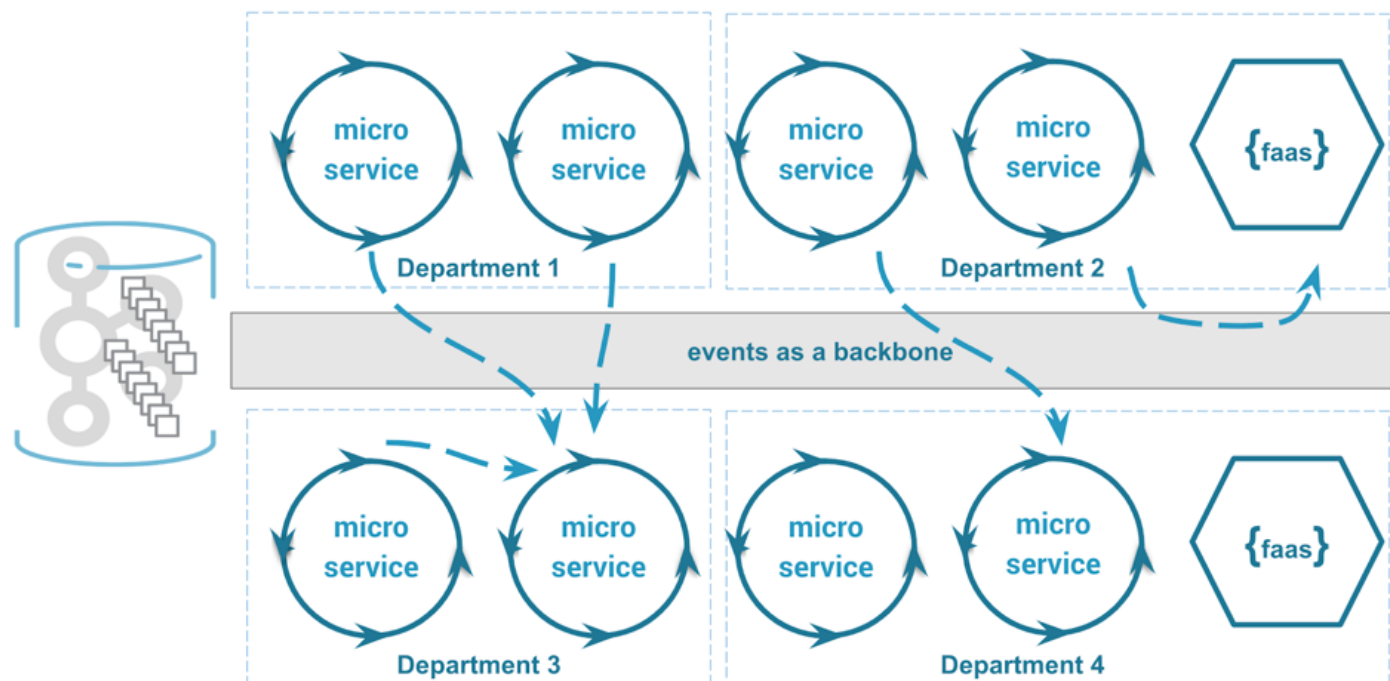 micro
service
micro
service
micro
service
micro
service
{faas}
Department 1
Department 2
events as a backbone
micro
service
micro
service
micro
service
micro
service
{faas}
Department 3
Department 4